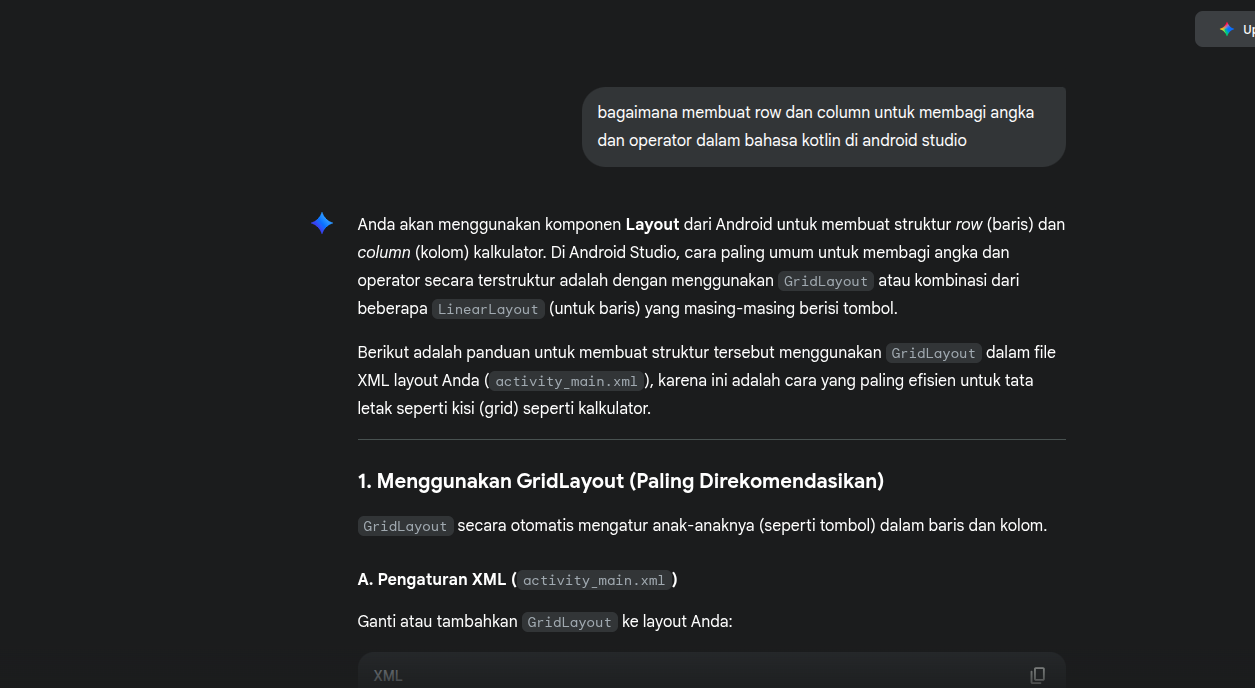 Up
bagaimana membuat row dan column untuk membagi angka
dan operator dalam bahasa kotlin di android studio
Anda akan menggunakan komponen Layout dari Android untuk membuat struktur row (baris) dan
column (kolom) kalkulator. Di Android Studio, cara paling umum untuk membagi angka dan
operator secara terstruktur adalah dengan menggunakan GridLayout atau kombinasi dari
beberapa LinearLayout (untuk baris) yang masing-masing berisi tombol.
Berikut adalah panduan untuk membuat struktur tersebut menggunakan GridLayout dalam file
XML layout Anda (activity_main.xml), karena ini adalah cara yang paling efisien untuk tata
letak seperti kisi (grid) seperti kalkulator.
1. Menggunakan GridLayout (Paling Direkomendasikan)
GridLayout secara otomatis mengatur anak-anaknya (seperti tombol) dalam baris dan kolom.
A. Pengaturan XML (activity_main.xml)
Ganti atau tambahkan GridLayout ke layout Anda:
XML